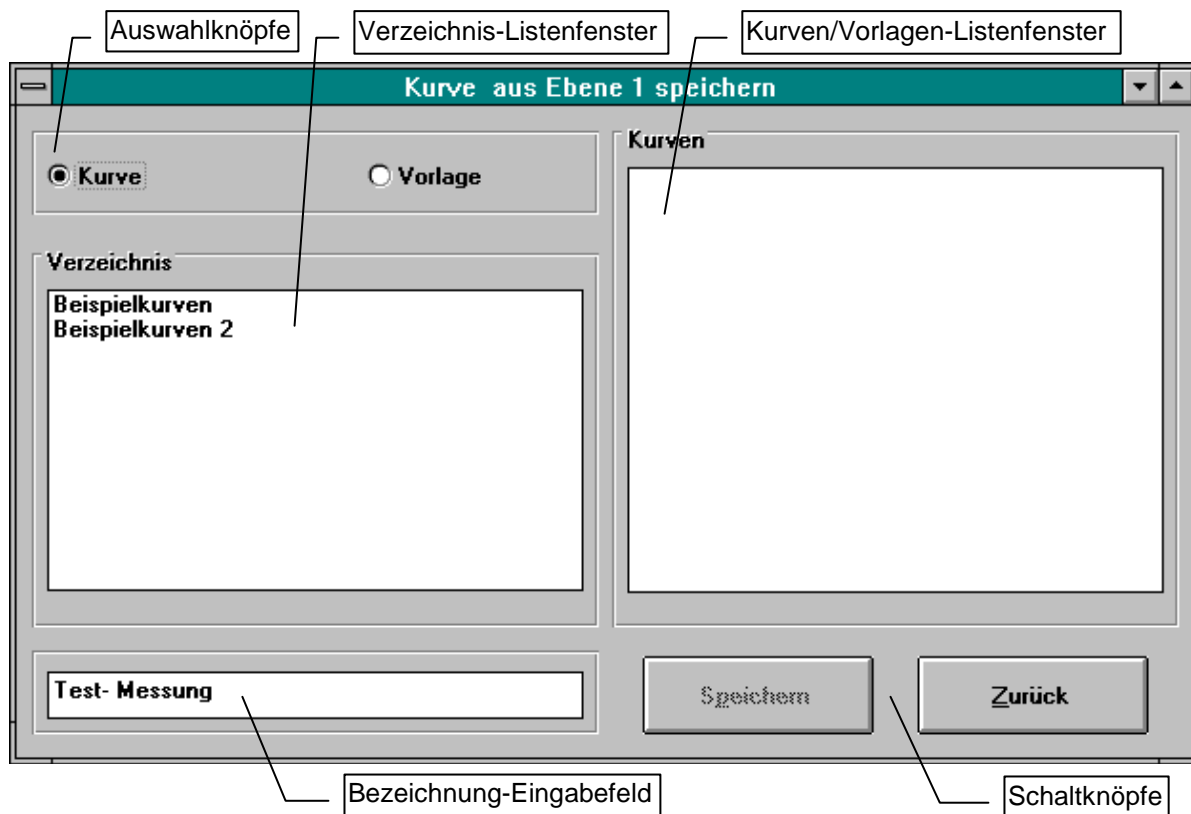 Auswahlknöpfe
Verzeichnis-Listenfenster
Kurven/Vorlagen-Listenfenster
Kurve aus Ebene 1 speichern
Kurve
Vorlage
Kurven
Verzeichnis
Beispielkurven
Beispielkurven 2
Test- Messung
Speichern
Zurück
Bezeichnung-Eingabefeld
Schaltknöpfe